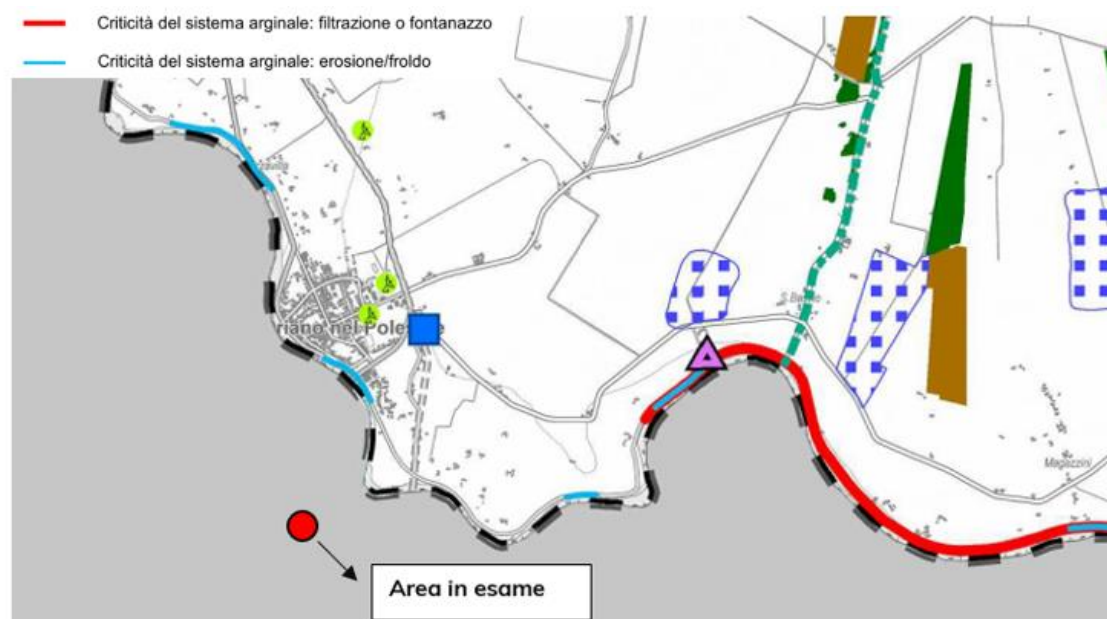 Criticità del sistema arginale: filtrazione o fontanazzo
Criticità del sistema arginale: erosione/froldo
riano nel Pole
Magazzini
Area in esame